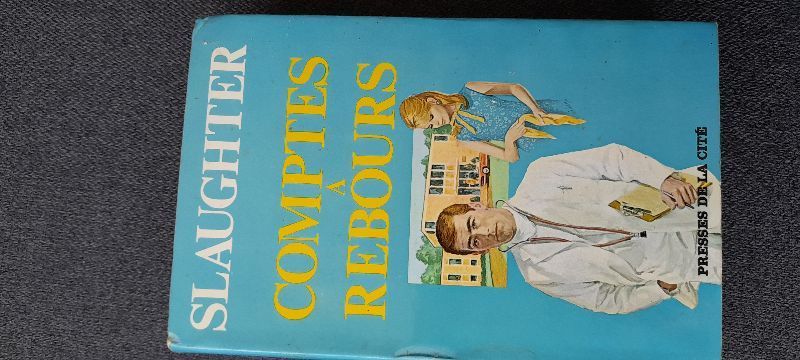 SLAUGHTER
COMPTES
A
REBOURS
PRESSES DE LA CITÉ